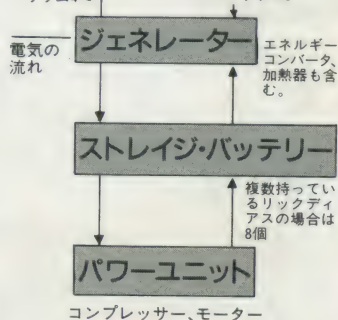 ジェネレーター
電気の
流れ
エネルギー
コンバータ、
加熱器も含
む。
ストレイジ・バッテリー
複数持ってい
るリックディ
アスの場合は
8個
パワーユニット
コンプレッサー、モーター